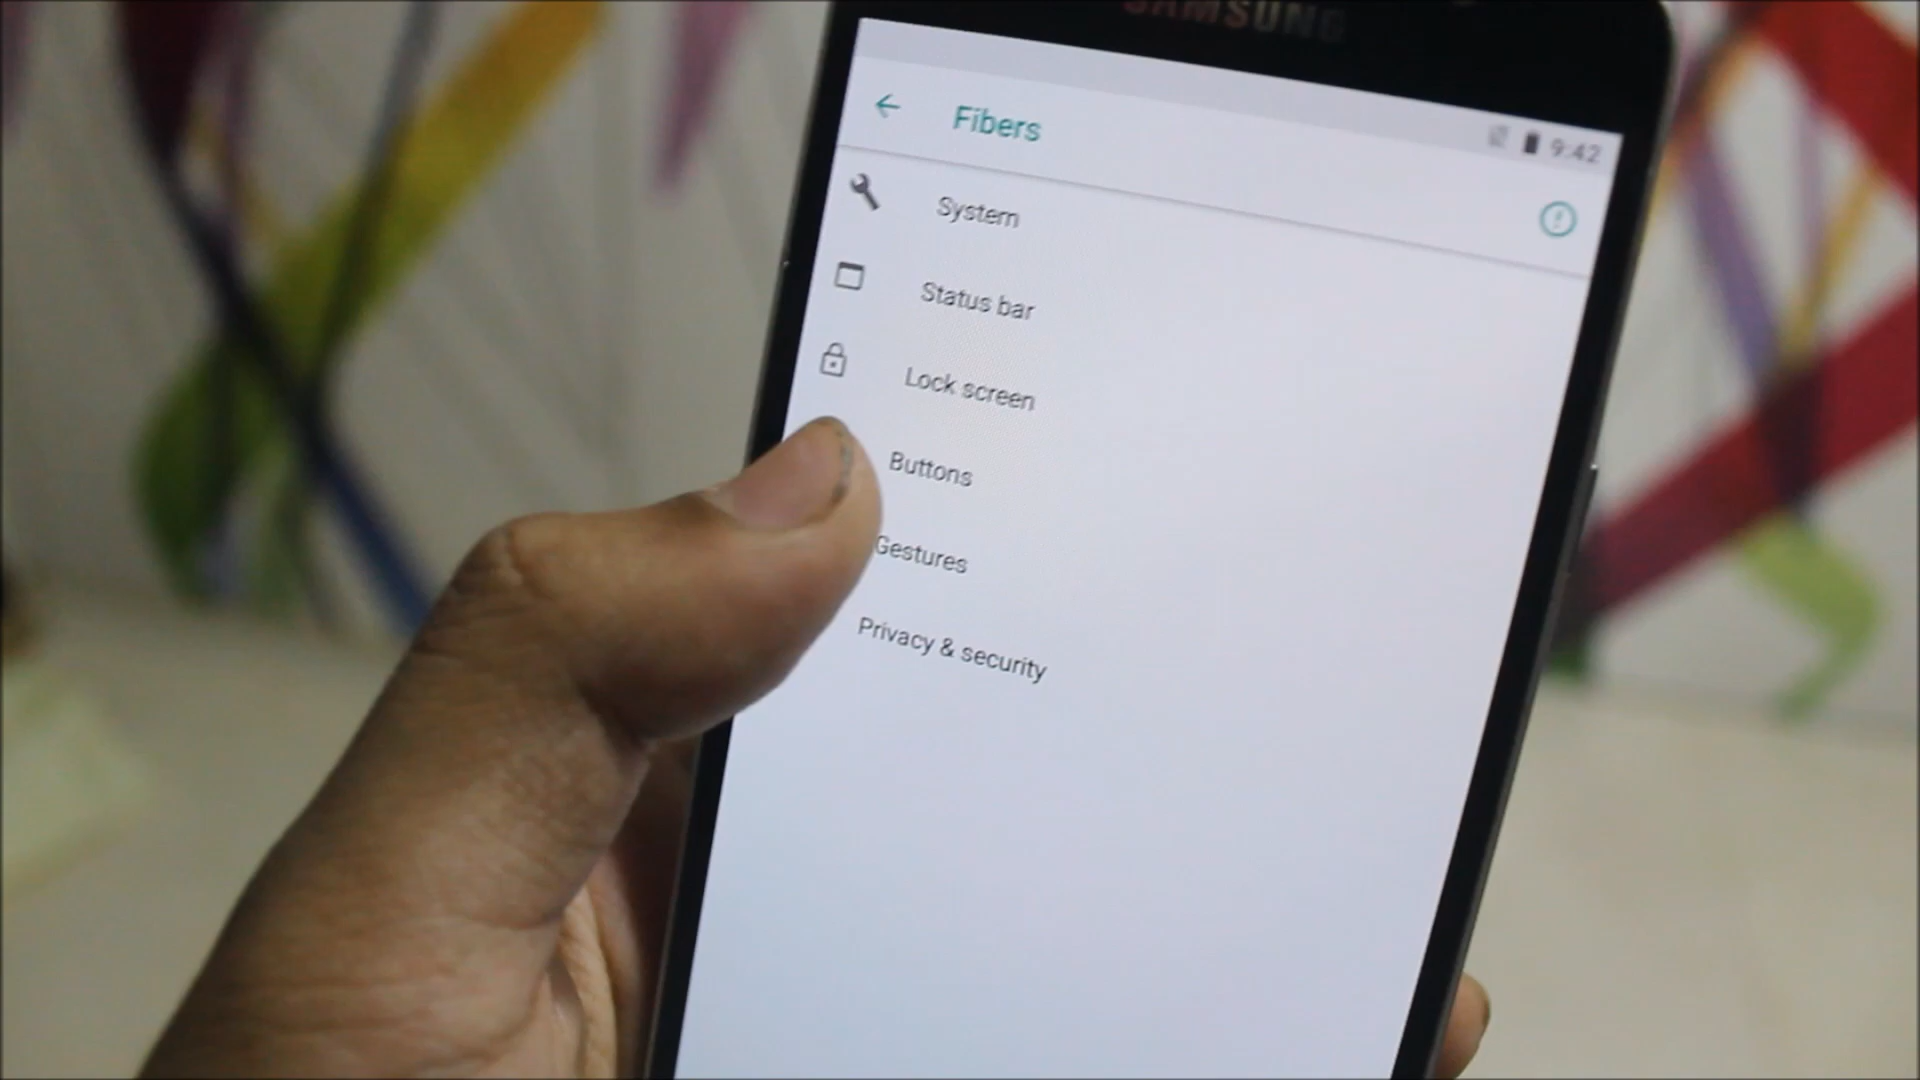 SAMSUNG
9:42
Fibers
System
Status bar
Lock screen
Buttons
Gestures
Privacy & security